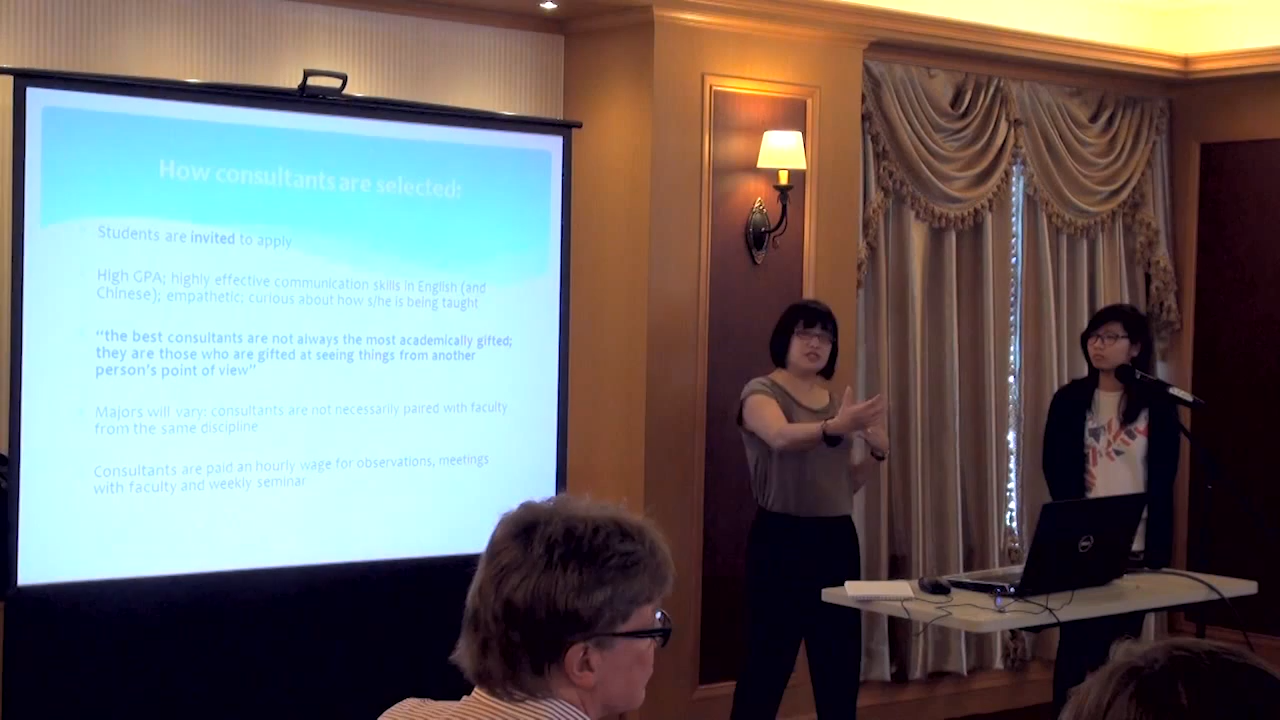 How consultants are selected:
Students are invited to apply
High GPA; highly effective communication skills in English (and
Chinese); empathetic; curious about how s/he is being taught
"the best consultants are not always the most academically gifted;
they are those who are gifted at seeing things from another
person's point of view"
Majors will vary: consultants are not necessarily paired with faculty
from the same discipline
Consultants are paid an hourly wage for observations, meetings
with faculty and weekly seminar
DELL